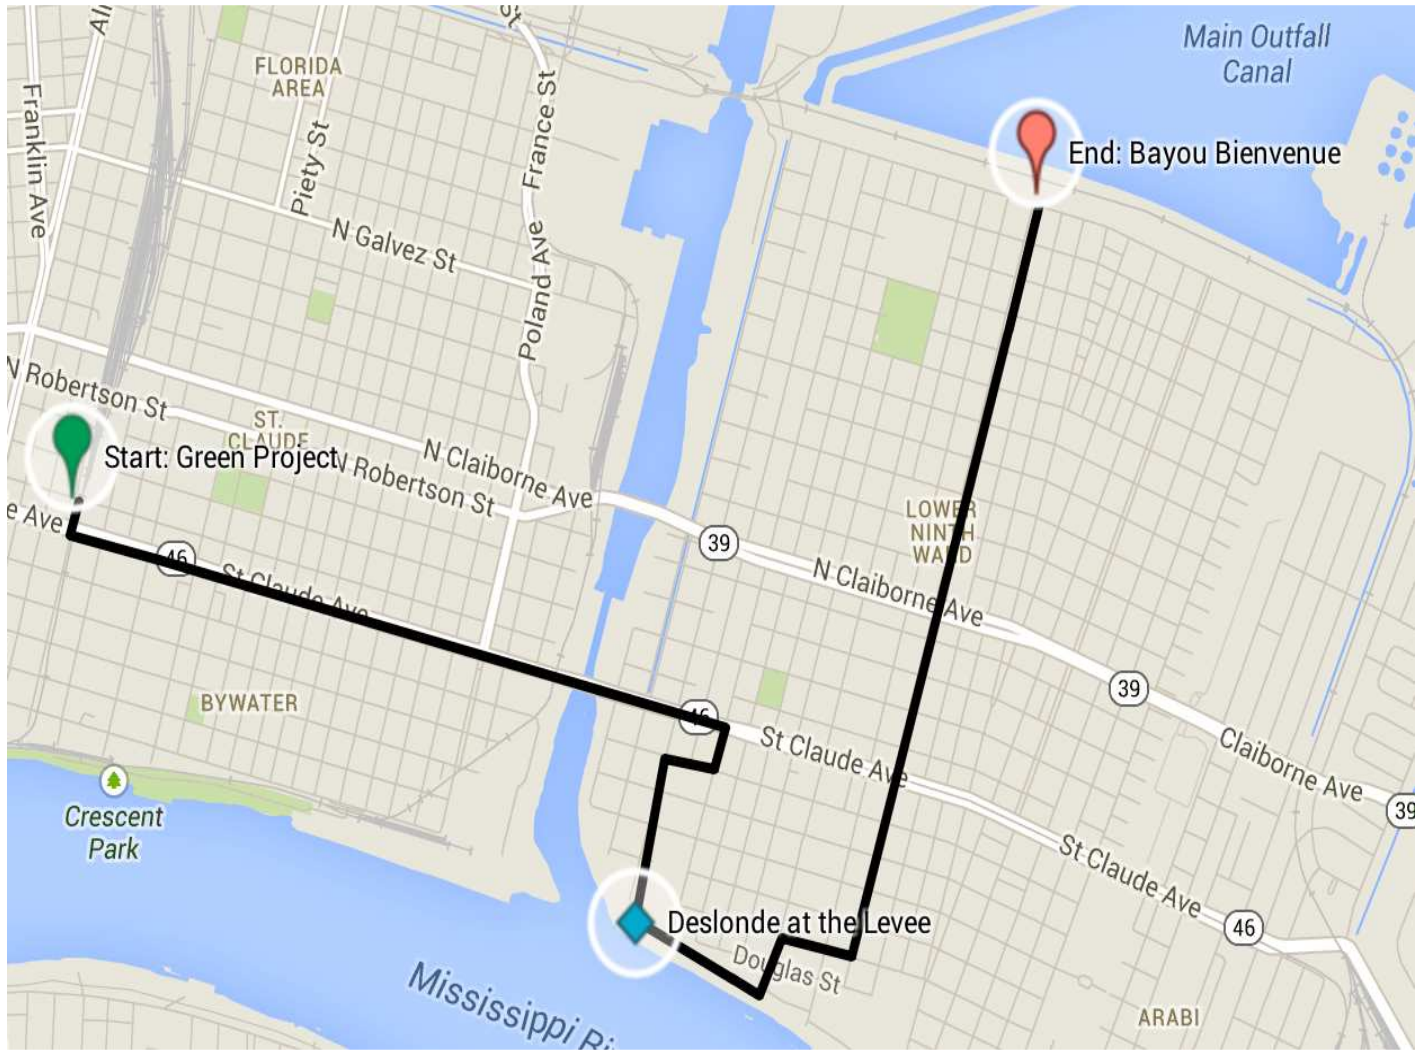 Main Outfall
Canal
FLORIDA
AREA
Franklin Ave
Piety St
France St
End: Bayou Bienvenue
N Galvez St
Poland Ave
N Robertson St
ST.
CLAUDE
Start: Green Project
N Claiborne Ave
N Robertson St
e Ave
LOWER
NINTH
WARD
39
46
St Claude Ave
N Claiborne Ave
BYWATER
46
St Claude Ave
39
Claiborne Ave
39
Crescent
Park
St Claude Ave
46
Deslonde at the Levee
Douglas St
Mississippi Ri
ARABI